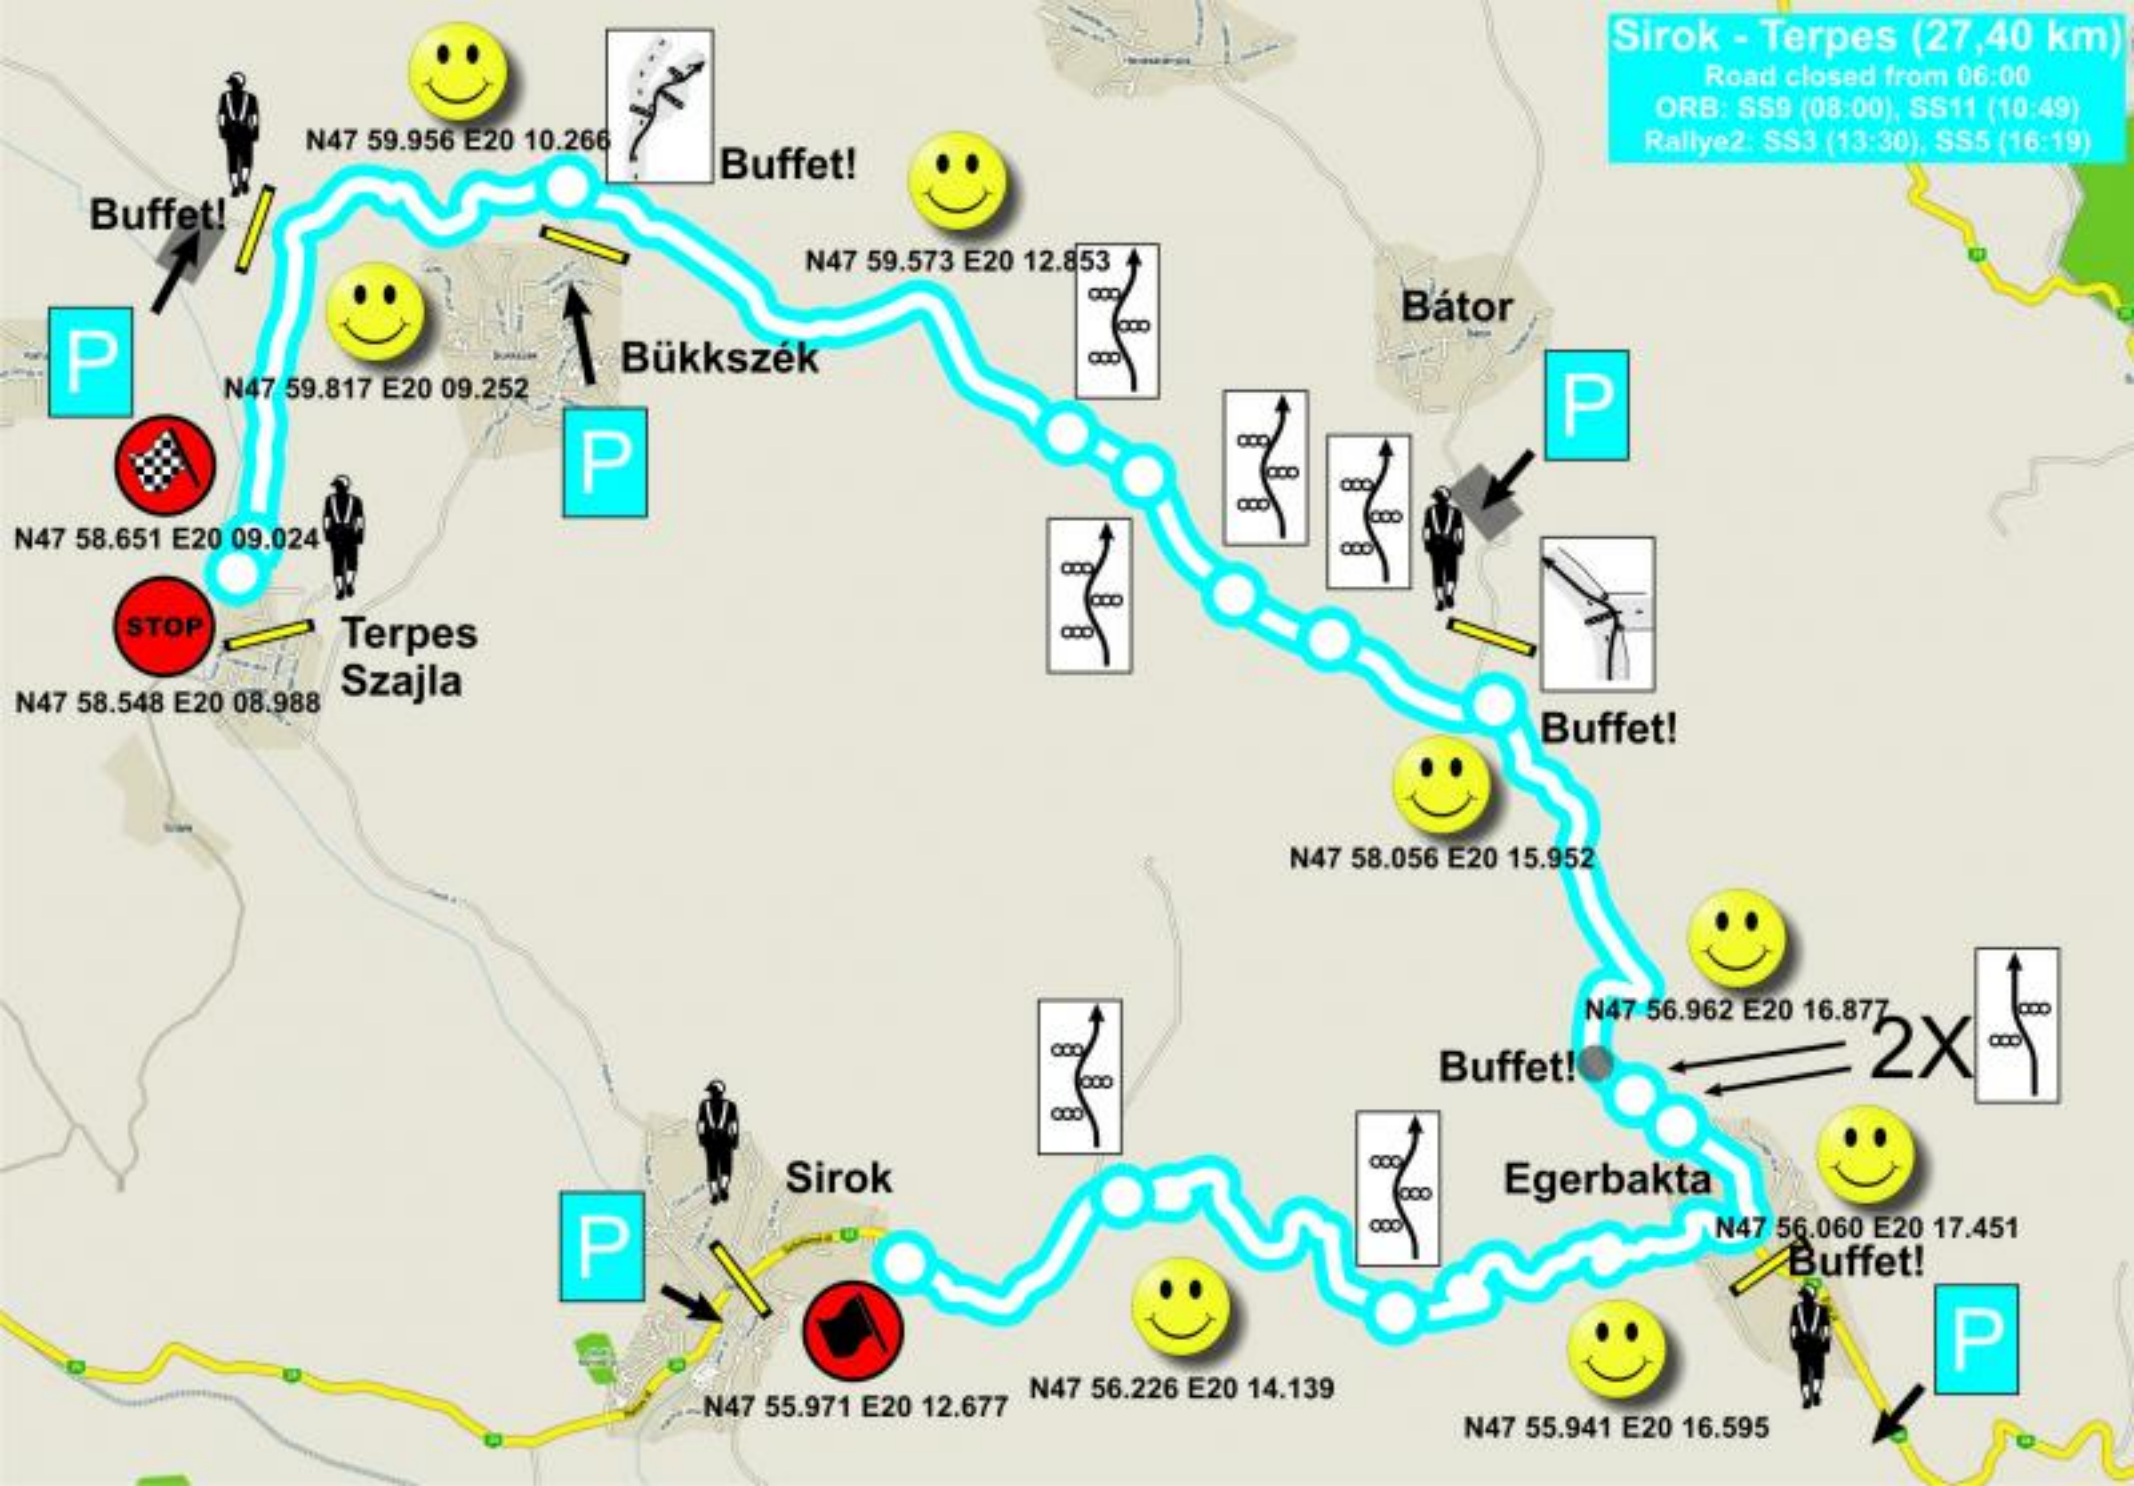 Sirok - Terpes (27,40 km)
Road closed from 06:00
ORB: SS9 (08:00), SS11 (10:49)
Rallye2: SS3 (13:30), SS5 (16:19)
N47 59.956 E20 10.266
Buffet!
Buffet!
N47 59.573 E20 12.853
Bátor
P
Bükkszék
N47 59.817 E20 09.252
P
P
N47 58.651 E20 09.024
STOP
Terpes
Szajla
N47 58.548 E20 08.988
Buffet!
N47 58.056 E20 15.952
N47 56.962 E20 16.877
2X
Buffet!
Sirok
Egerbakta
P
N47 56.060 E20 17.451
Buffet!
P
N47 55.971 E20 12.677
N47 56.226 E20 14.139
N47 55.941 E20 16.595